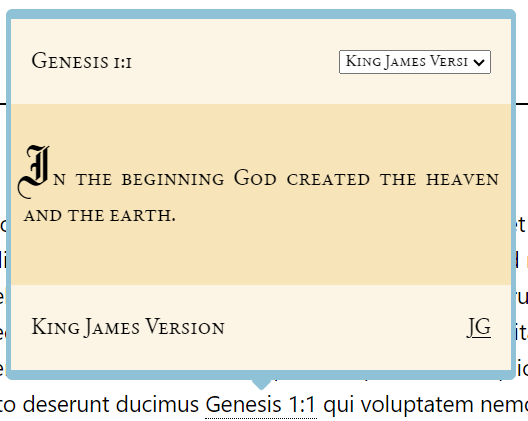 Genesis 1:1
King James Versi
In the beginning God created the heaven
and the earth.
King James Version
JG
to deserunt ducimus Genesis 1:1 qui voluptatem nemo